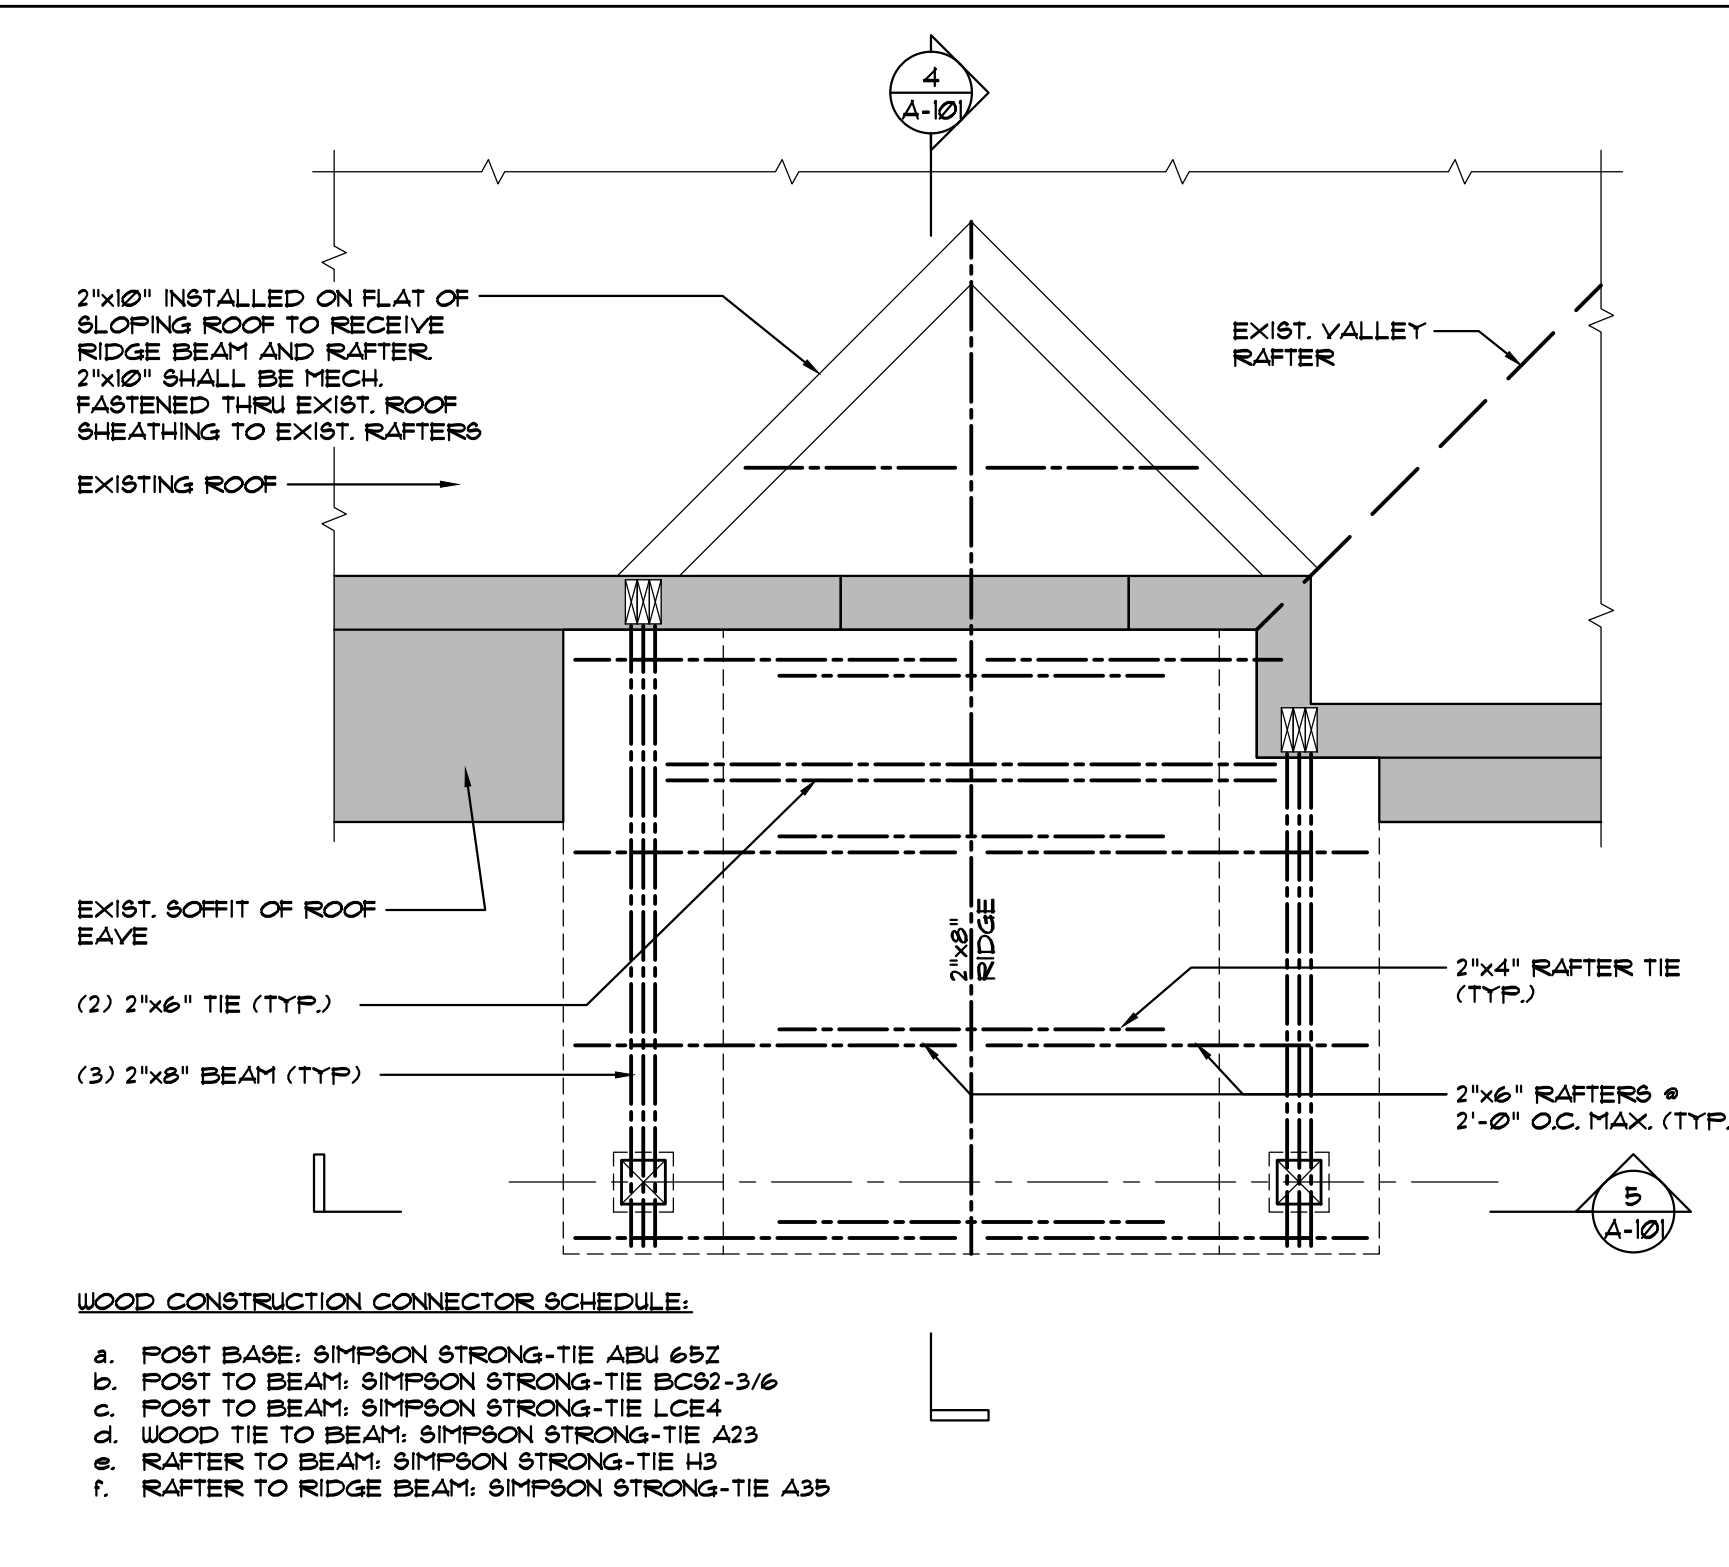 4
A-101
2"x10" INSTALLED ON FLAT OF
SLOPING ROOF TO RECEIVE
RIDGE BEAM AND RAFTER.
2"x10" SHALL BE MECH.
FASTENED THRU EXIST. ROOF
SHEATHING TO EXIST. RAFTERS
EXIST. VALLEY
RAFTER
EXISTING ROOF
EXIST. SOFFIT OF ROOF
EAVE
2"x8"
RIDGE
2"x4" RAFTER TIE
(TYP.)
(2) 2"x6" TIE (TYP.)
(3) 2"x8" BEAM (TYP)
2"x6" RAFTERS @
2'-0" O.C. MAX. (TYP.
5
A-101
WOOD CONSTRUCTION CONNECTOR SCHEDULE:
a. POST BASE: SIMPSON STRONG-TIE ABU 65Z
b. POST TO BEAM: SIMPSON STRONG-TIE BCS2-3/6
c. POST TO BEAM: SIMPSON STRONG-TIE LCE4
d. WOOD TIE TO BEAM: SIMPSON STRONG-TIE A23
e. RAFTER TO BEAM: SIMPSON STRONG-TIE H3
f. RAFTER TO RIDGE BEAM: SIMPSON STRONG-TIE A35